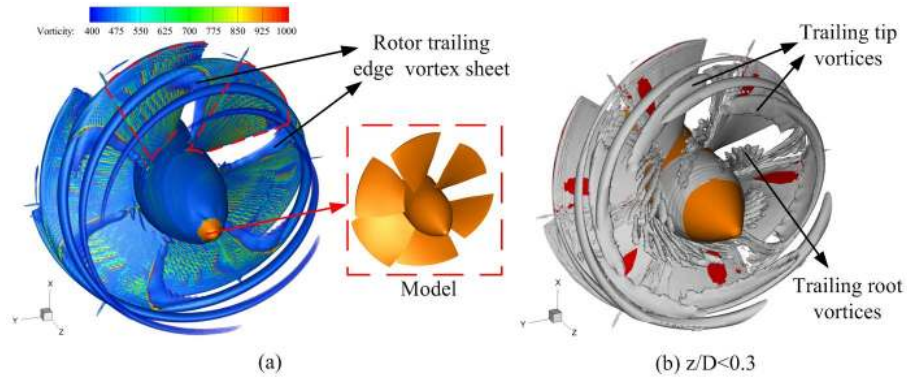 Vorticity: 400 475 550 625 700 775 850 925 1000
Rotor trailing
edge vortex sheet
Model
X
Y
Z
(a)
Trailing tip
vortices
Trailing root
vortices
X
Y
Z
(b) z/D<0.3